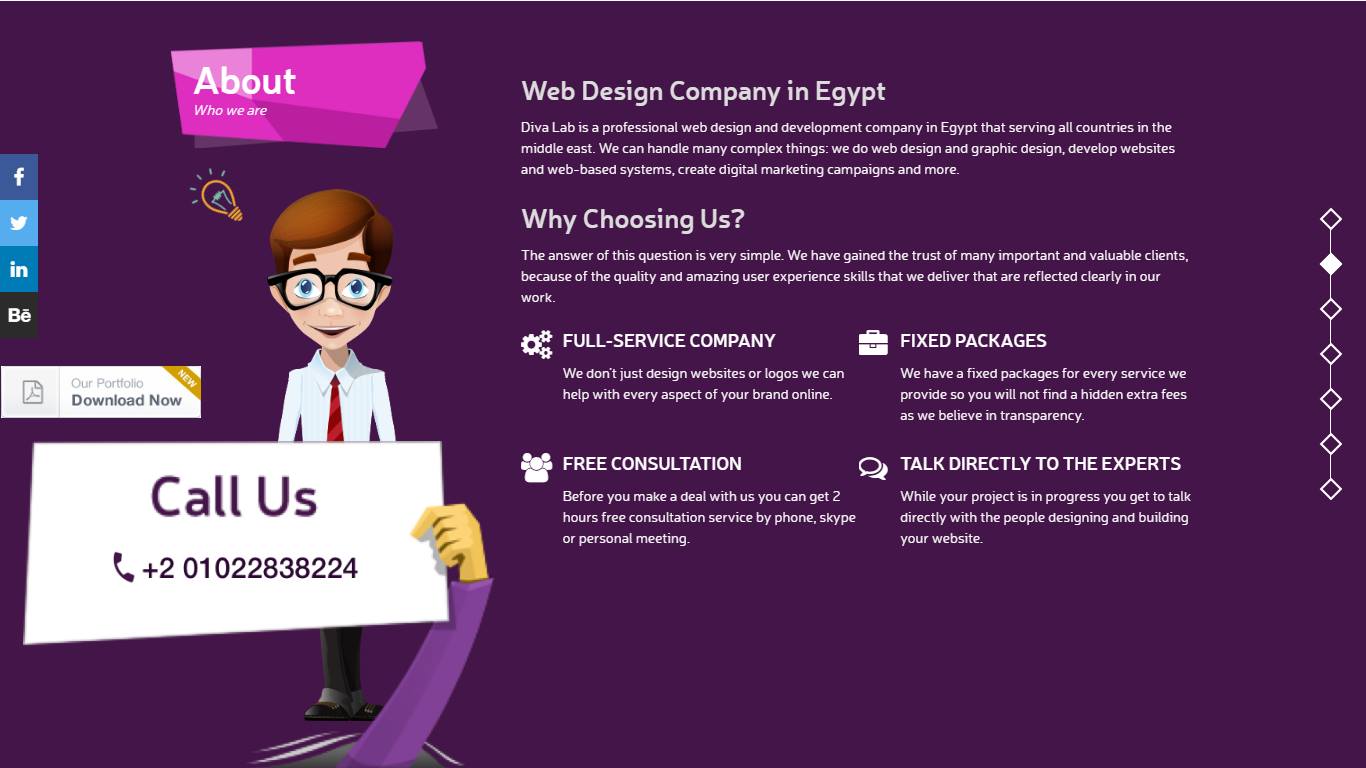 About
Who we are
Web Design Company in Egypt
Diva Lab is a professional web design and development company in Egypt that serving all countries in the
middle east. We can handle many complex things: we do web design and graphic design, develop websites
and web-based systems, create digital marketing campaigns and more.
Why Choosing Us?
The answer of this question is very simple. We have gained the trust of many important and valuable clients,
because of the quality and amazing user experience skills that we deliver that are reflected clearly in our
work.
FULL-SERVICE COMPANY
We don't just design websites or logos we can
help with every aspect of your brand online.
FIXED PACKAGES
We have a fixed packages for every service we
provide so you will not find a hidden extra fees
as we believe in transparency.
FREE CONSULTATION
Before you make a deal with us you can get 2
hours free consultation service by phone, skype
or personal meeting.
TALK DIRECTLY TO THE EXPERTS
While your project is in progress you get to talk
directly with the people designing and building
your website.
f
in
Bē
Our Portfolio
Download Now
NEW
Call Us
+2 01022838224